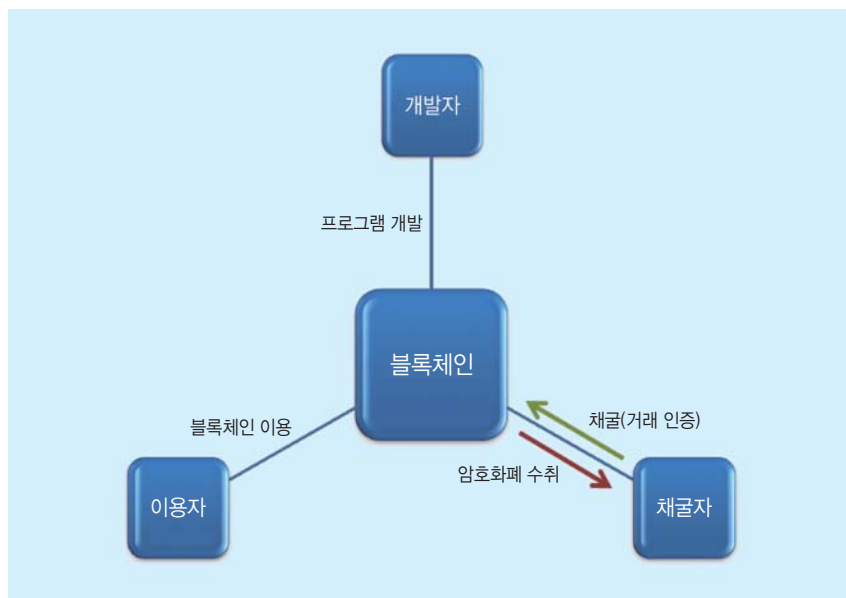 개발자
프로그램 개발
블록체인
블록체인 이용
채굴(거래 인증)
암호화폐 수취
이용자
채굴자